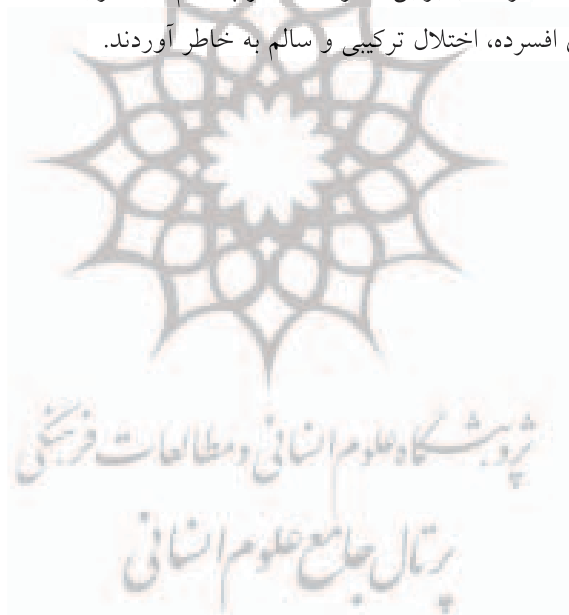 افسرده، اختلال ترکیبی و سالم به خاطر آوردند.
پژوهشگاه علوم انسانی و مطالعات فرهنگی
پرتال جامع علوم انسانی